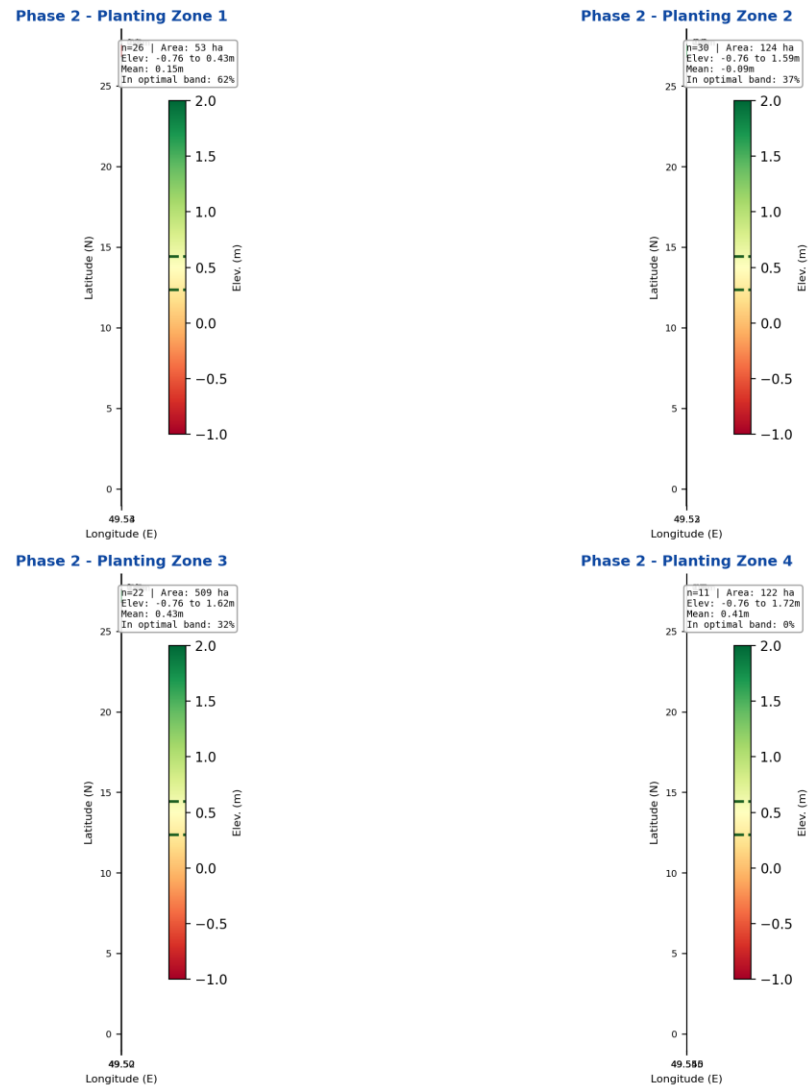 Phase 2 - Planting Zone 1
n=26 | Area: 53 ha
Elev: -0.76 to 0.43m
Mean: 0.15m
In optimal band: 62%
25
20
15
10
5
0
Latitude (N)
2.0
1.5
1.0
0.5
0.0
−0.5
−1.0
Elev. (m)
Longitude (E)
Phase 2 - Planting Zone 2
n=30 | Area: 124 ha
Elev: -0.76 to 1.59m
Mean: -0.09m
In optimal band: 37%
25
20
15
10
5
0
Latitude (N)
2.0
1.5
1.0
0.5
0.0
−0.5
−1.0
Elev. (m)
Longitude (E)
Phase 2 - Planting Zone 3
n=22 | Area: 509 ha
Elev: -0.76 to 1.62m
Mean: 0.43m
In optimal band: 32%
25
20
15
10
5
0
Latitude (N)
2.0
1.5
1.0
0.5
0.0
−0.5
−1.0
Elev. (m)
Longitude (E)
Phase 2 - Planting Zone 4
n=11 | Area: 122 ha
Elev: -0.76 to 1.72m
Mean: 0.41m
In optimal band: 0%
25
20
15
10
5
0
Latitude (N)
2.0
1.5
1.0
0.5
0.0
−0.5
−1.0
Elev. (m)
Longitude (E)